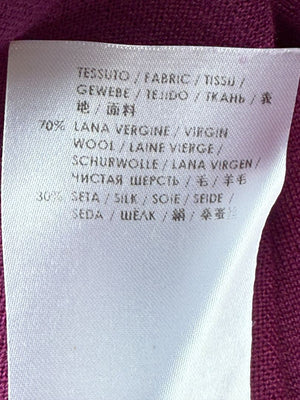 TESSUTO / FABRIC / TISSU /
GEWEBE / TEJIDO / ТКАНЬ / 表
地 / 面料
70% LANA VERGINE / VIRGIN
WOOL / LAINE VIERGE /
SCHURWOLLE / LANA VIRGEN /
ЧИСТАЯ ШЕРСТЬ / 毛 / 羊毛
30% SETA / SILK / SOIE / SEIDE /
SEDA / ШЁЛК / 絹 / 桑蚕丝